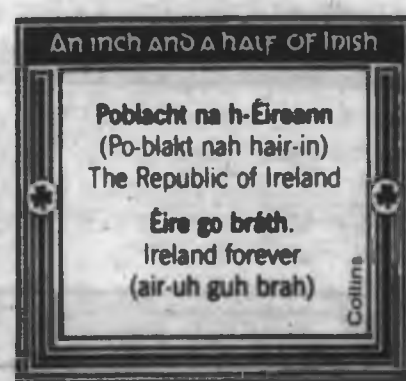 An inch and a half of Irish
Poblacht na h-Éireann
(Po-blakt nah hair-in)
The Republic of Ireland
Éire go bráth.
Ireland forever
(air-uh guh brah)
Collins